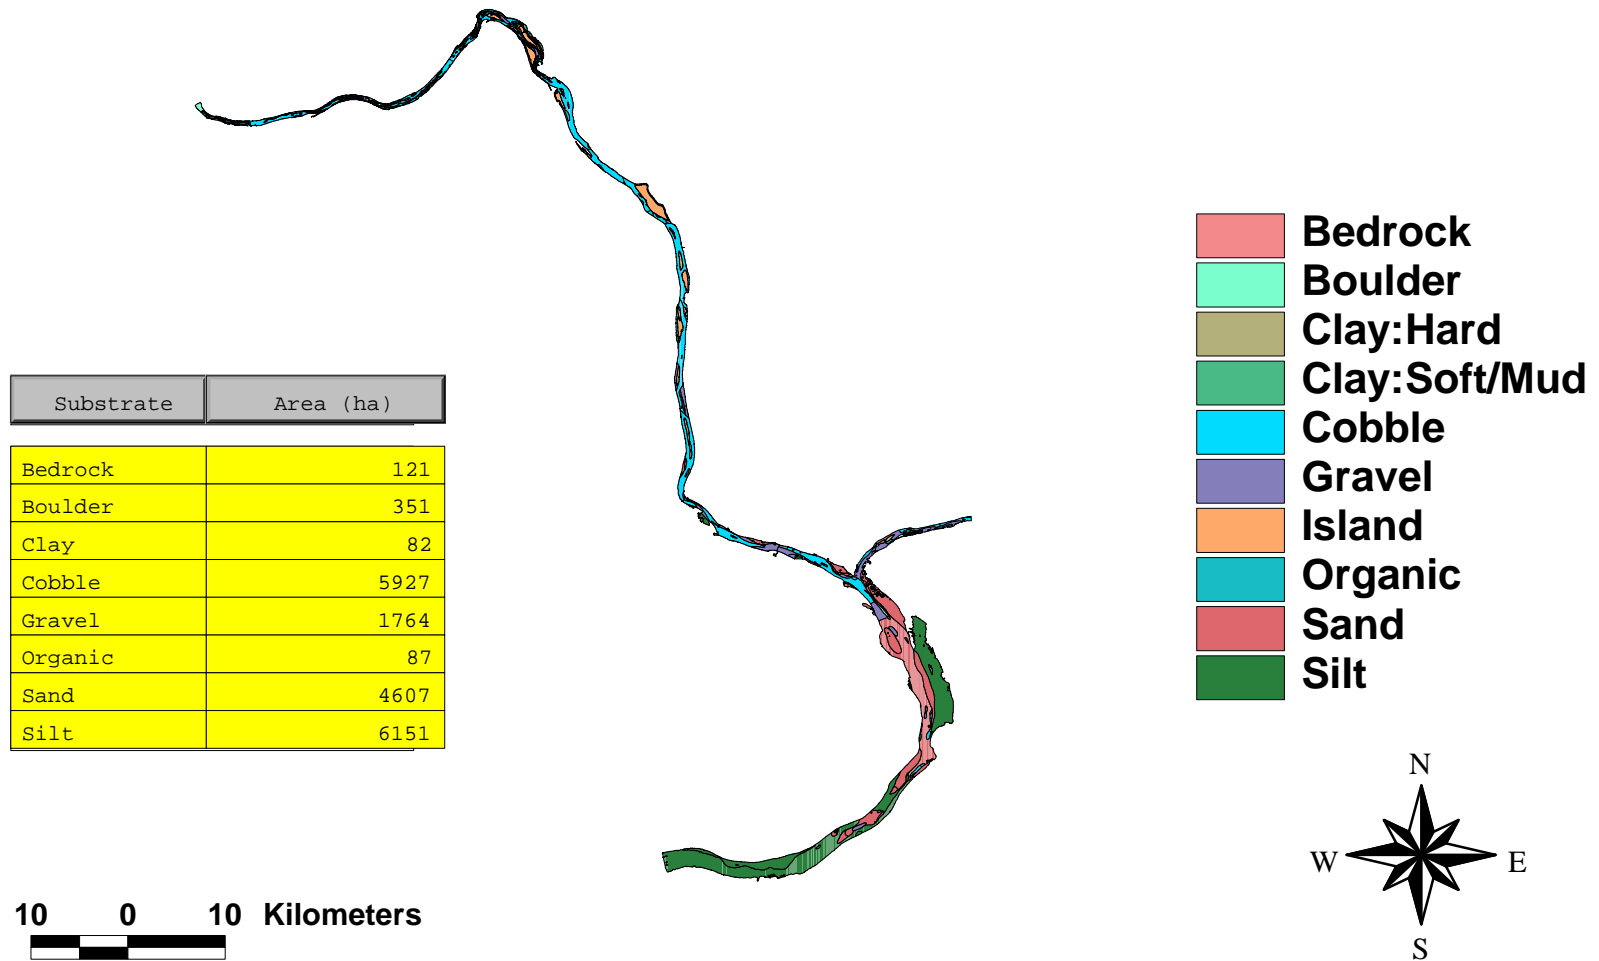 Bedrock
Boulder
Clay:Hard
Clay:Soft/Mud
Cobble
Gravel
Island
Organic
Sand
Silt
Substrate Area (ha)
Bedrock 121
Boulder 351
Clay 82
Cobble 5927
Gravel 1764
Organic 87
Sand 4607
Silt 6151
N
W E
S
10 0 10 Kilometers